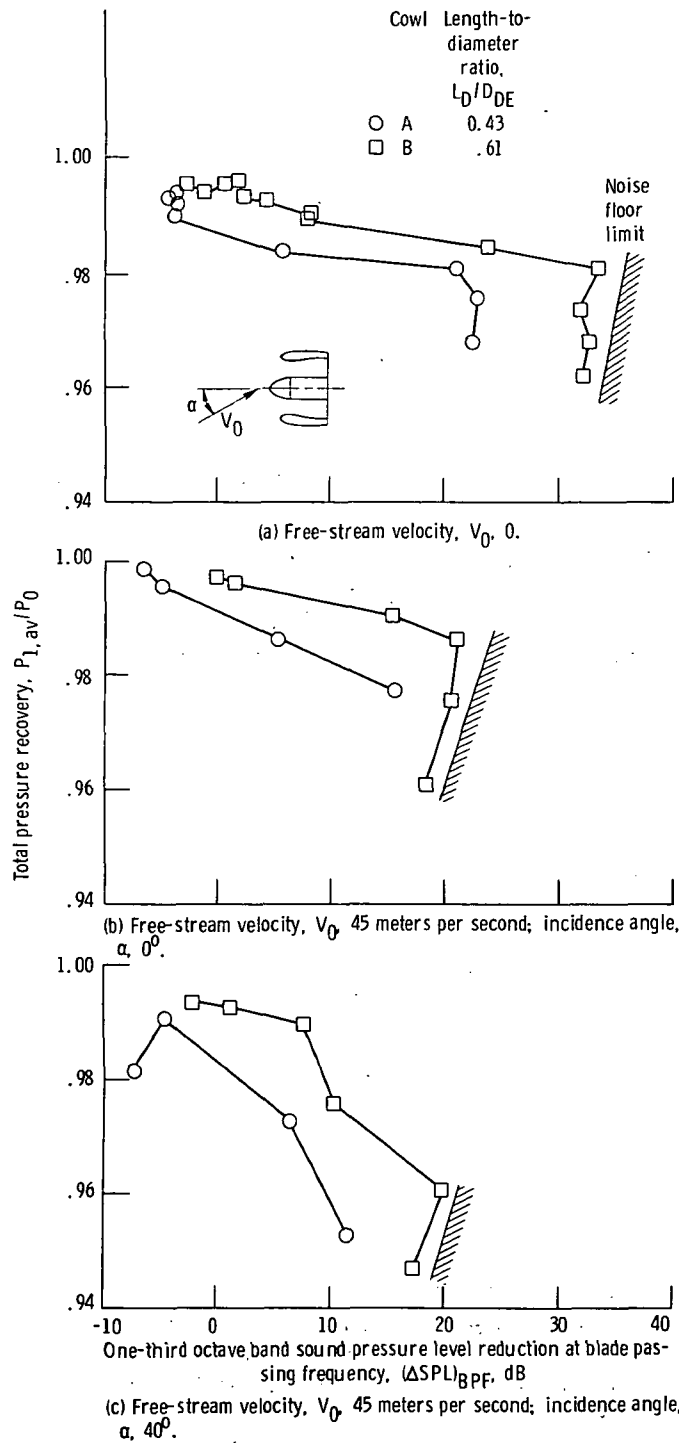 Cowl Length-to-
diameter
ratio,
L_D/D_DE
A 0.43
B .61
1.00
.98
.96
.94
Noise
floor
limit
α
V_0
(a) Free-stream velocity, V_0, 0.
Total pressure recovery, P_1,av/P_0
1.00
.98
.96
.94
(b) Free-stream velocity, V_0, 45 meters per second; incidence angle,
α, 0°.
1.00
.98
.96
.94
-10 0 10 20 30 40
One-third octave band sound pressure level reduction at blade pas-
sing frequency, (ΔSPL)_BPF, dB
(c) Free-stream velocity, V_0, 45 meters per second; incidence angle,
α, 40°.